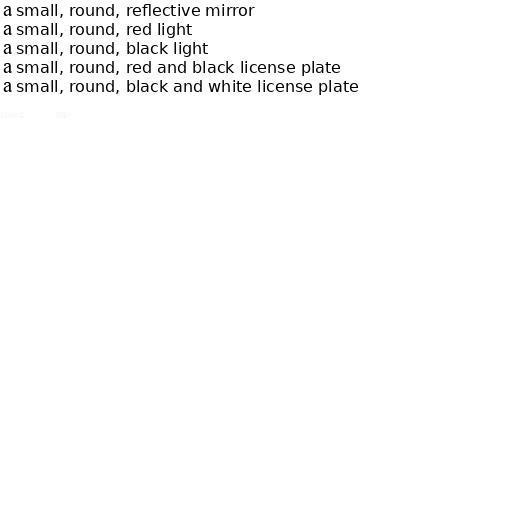 a small, round, reflective mirror
a small, round, red light
a small, round, black light
a small, round, red and black license plate
a small, round, black and white license plate